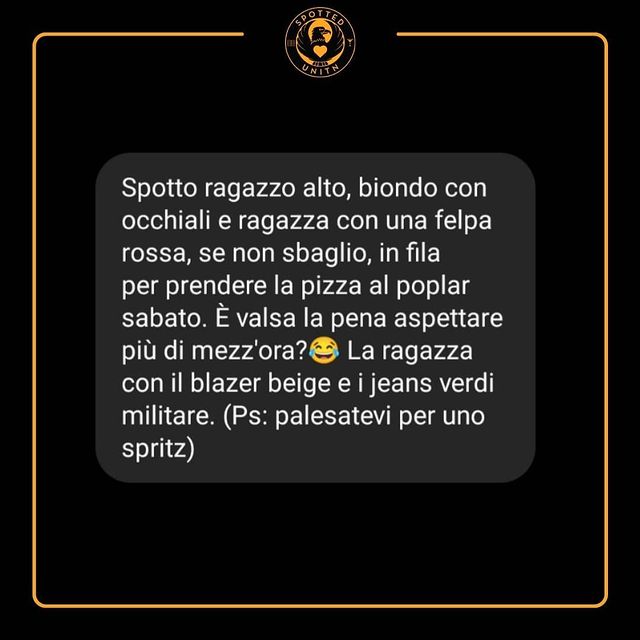 SPOTTED
UNITN
Spotto ragazzo alto, biondo con
occhiali e ragazza con una felpa
rossa, se non sbaglio, in fila
per prendere la pizza al poplar
sabato. È valsa la pena aspettare
più di mezz'ora?😂 La ragazza
con il blazer beige e i jeans verdi
militare. (Ps: palesatevi per uno
spritz)